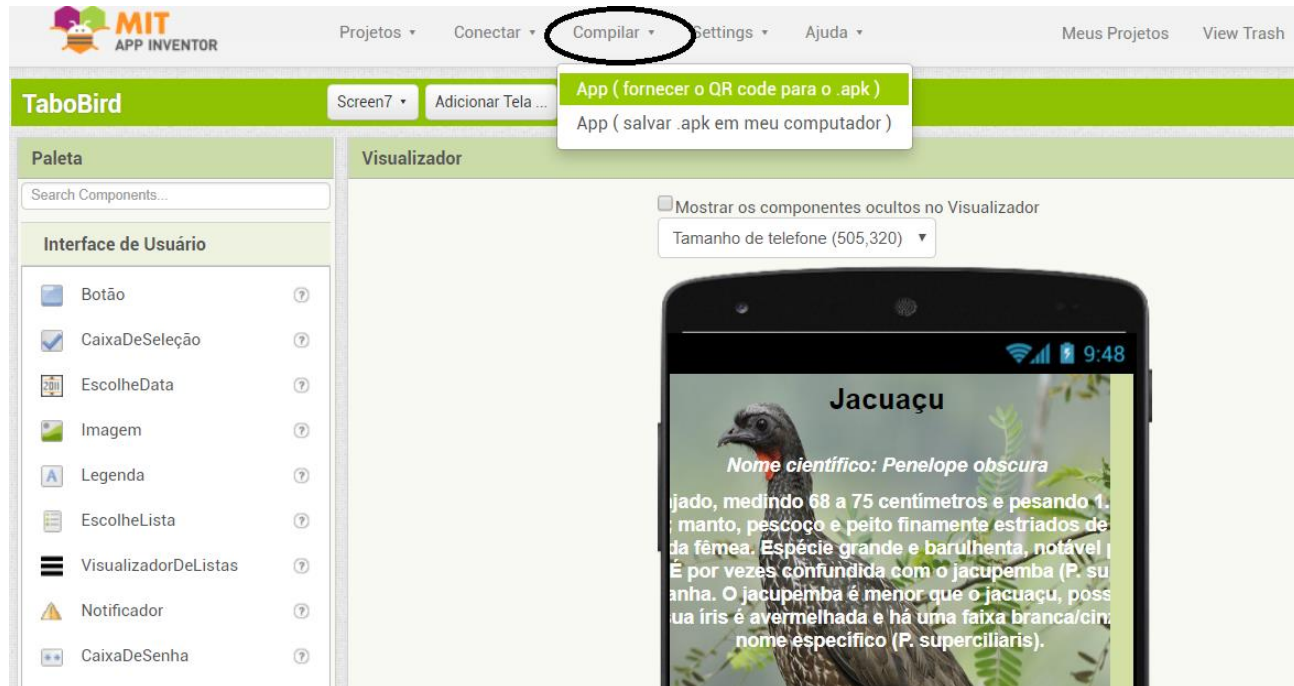 MIT
APP INVENTOR
Projetos Conectar Compilar Settings Ajuda Meus Projetos View Trash
TaboBird
Screen7 Adicionar Tela ...
App ( fornecer o QR code para o .apk )
App ( salvar .apk em meu computador )
Paleta
Search Components...
Interface de Usuário
Botão
CaixaDeSeleção
EscolheData
Imagem
Legenda
EscolheLista
VisualizadorDeListas
Notificador
CaixaDeSenha
Visualizador
Mostrar os componentes ocultos no Visualizador
Tamanho de telefone (505,320)
9:48
Jacuaçu
Nome científico: Penelope obscura
jado, medindo 68 a 75 centímetros e pesando 1.
manto, pescoço e peito finamente estriados de
da fêmea. Espécie grande e barulhenta, notável
É por vezes confundida com o jacupemba (P. su
anha. O jacupemba é menor que o jacuaçu, poss
ua íris é avermelhada e há uma faixa branca/cin
nome específico (P. superciliaris).